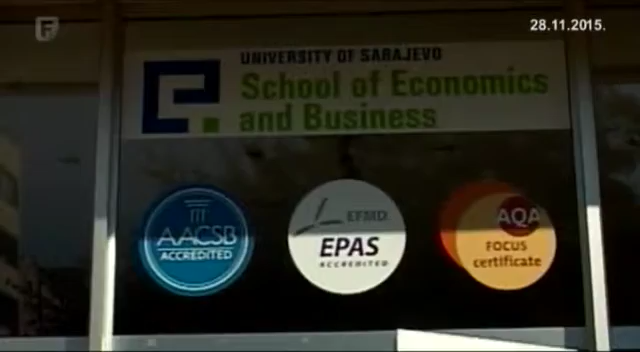 F
28.11.2015.
UNIVERSITY OF SARAJEVO
School of Economics
and Business
AACSB
ACCREDITED
EFMD
EPAS
ACCREDITED
AQA
FOCUS
certificate